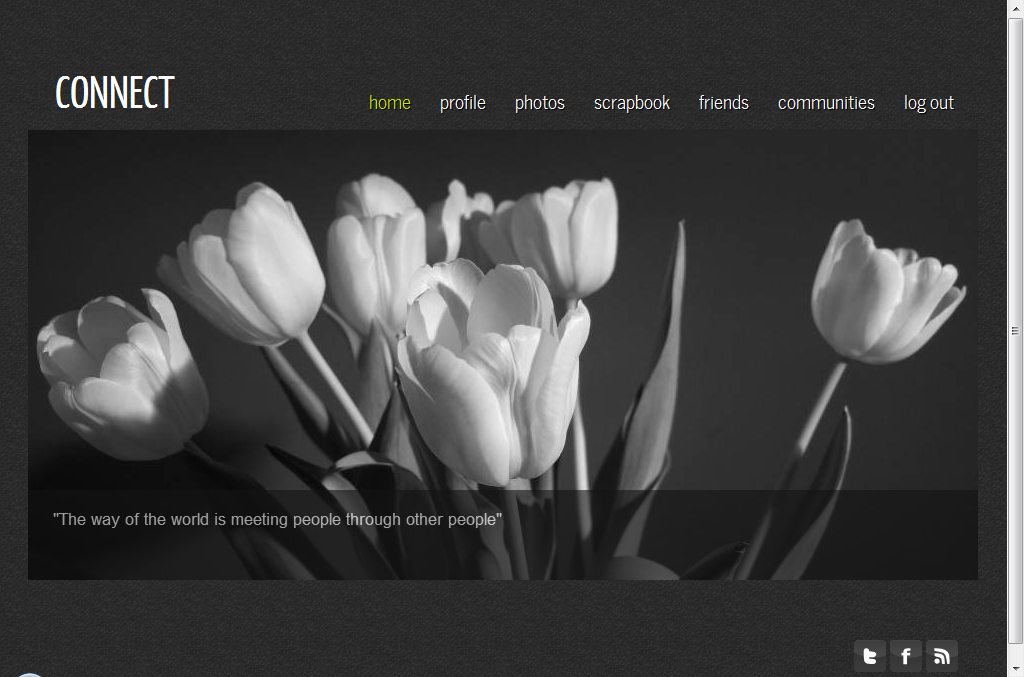 CONNECT
home profile photos scrapbook friends communities log out
"The way of the world is meeting people through other people"